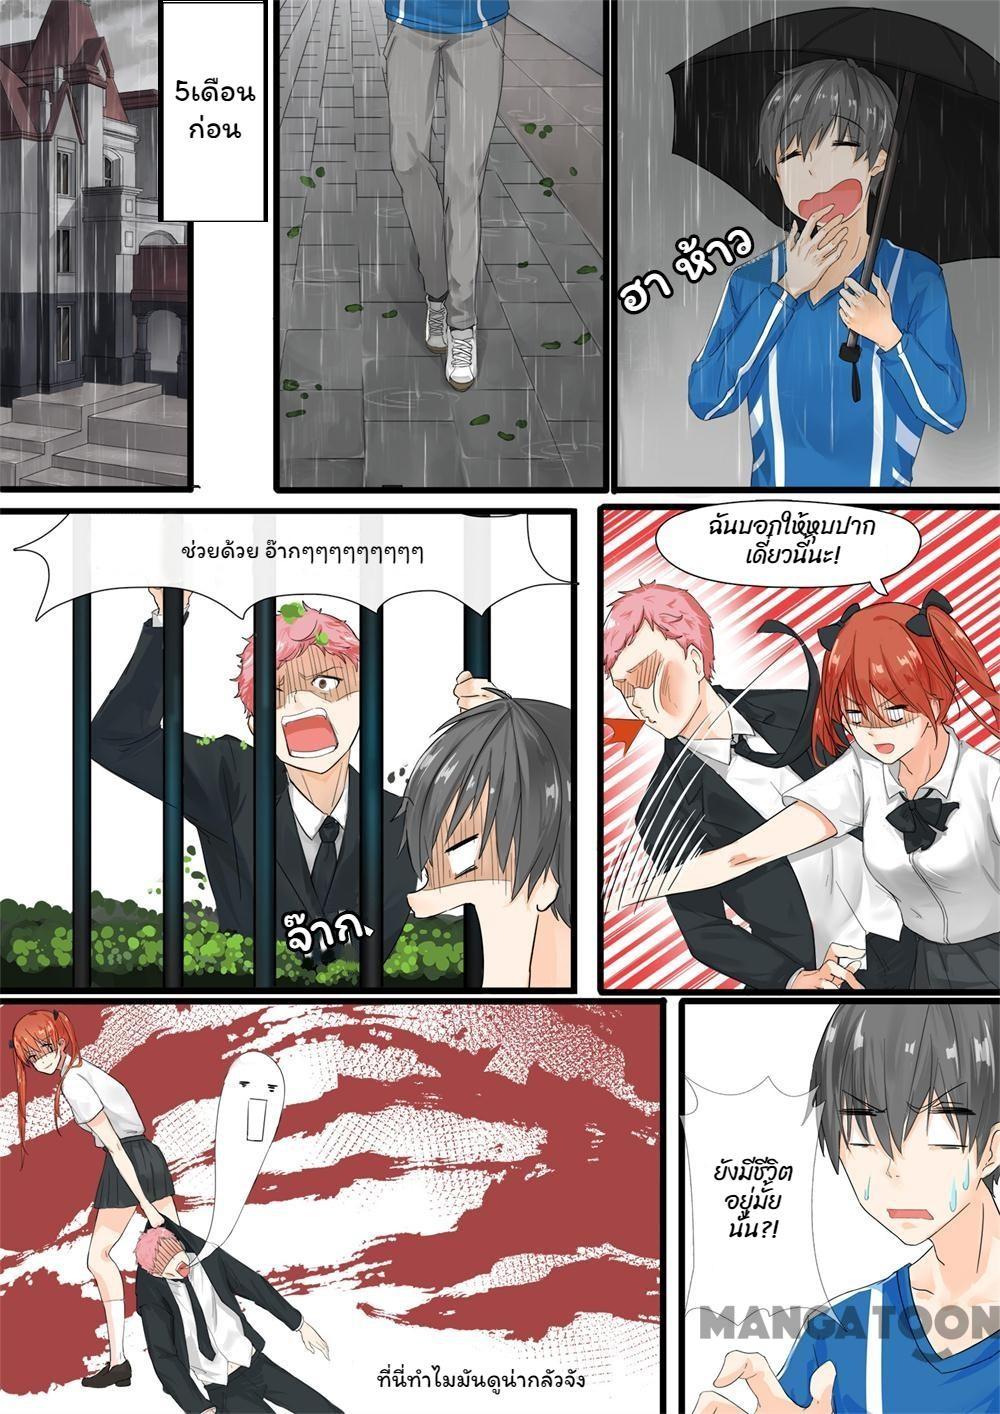 5เดือน
ก่อน
ฮา ห้าว
ช่วยด้วย อ๊ากๆๆๆๆๆๆๆๆๆ
จ๊าก
ฉันบอกให้หุบปาก
เดี๋ยวนี้นะ!
ที่นี่ทำไมมันดูน่ากลัวจัง
ยังมีชีวิต
อยู่มั้ย
นั่น?!
MANGATOON